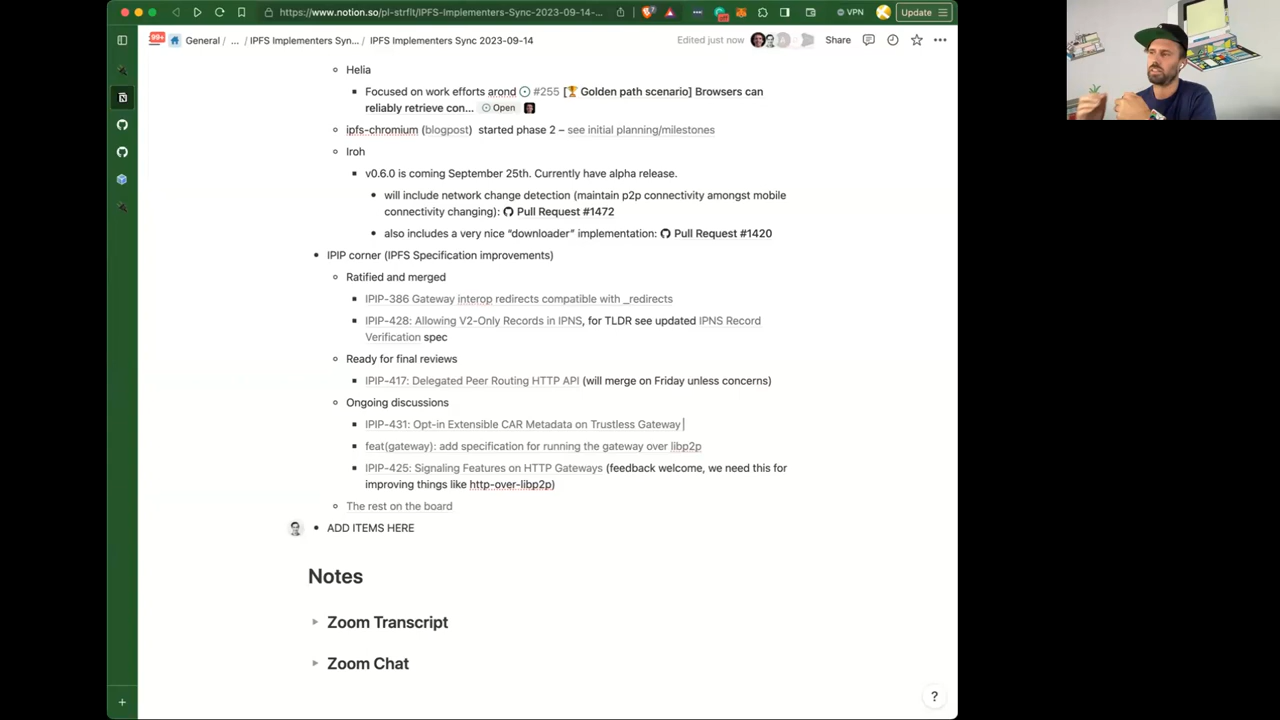 https://www.notion.so/pl-strflt/IPFS-Implementers-Sync-2023-09-14-...
VPN
Update
99+
General / ... / IPFS Implementers Syn... / IPFS Implementers Sync 2023-09-14
Edited just now
A
Share
Helia
Focused on work efforts arond #255 [🏆 Golden path scenario] Browsers can
reliably retrieve con... Open
ipfs-chromium (blogpost) started phase 2 – see initial planning/milestones
Iroh
v0.6.0 is coming September 25th. Currently have alpha release.
will include network change detection (maintain p2p connectivity amongst mobile
connectivity changing): Pull Request #1472
also includes a very nice “downloader” implementation: Pull Request #1420
IPIP corner (IPFS Specification improvements)
Ratified and merged
IPIP-386 Gateway interop redirects compatible with _redirects
IPIP-428: Allowing V2-Only Records in IPNS, for TLDR see updated IPNS Record
Verification spec
Ready for final reviews
IPIP-417: Delegated Peer Routing HTTP API (will merge on Friday unless concerns)
Ongoing discussions
IPIP-431: Opt-in Extensible CAR Metadata on Trustless Gateway
feat(gateway): add specification for running the gateway over libp2p
IPIP-425: Signaling Features on HTTP Gateways (feedback welcome, we need this for
improving things like http-over-libp2p)
The rest on the board
ADD ITEMS HERE
Notes
Zoom Transcript
Zoom Chat
?